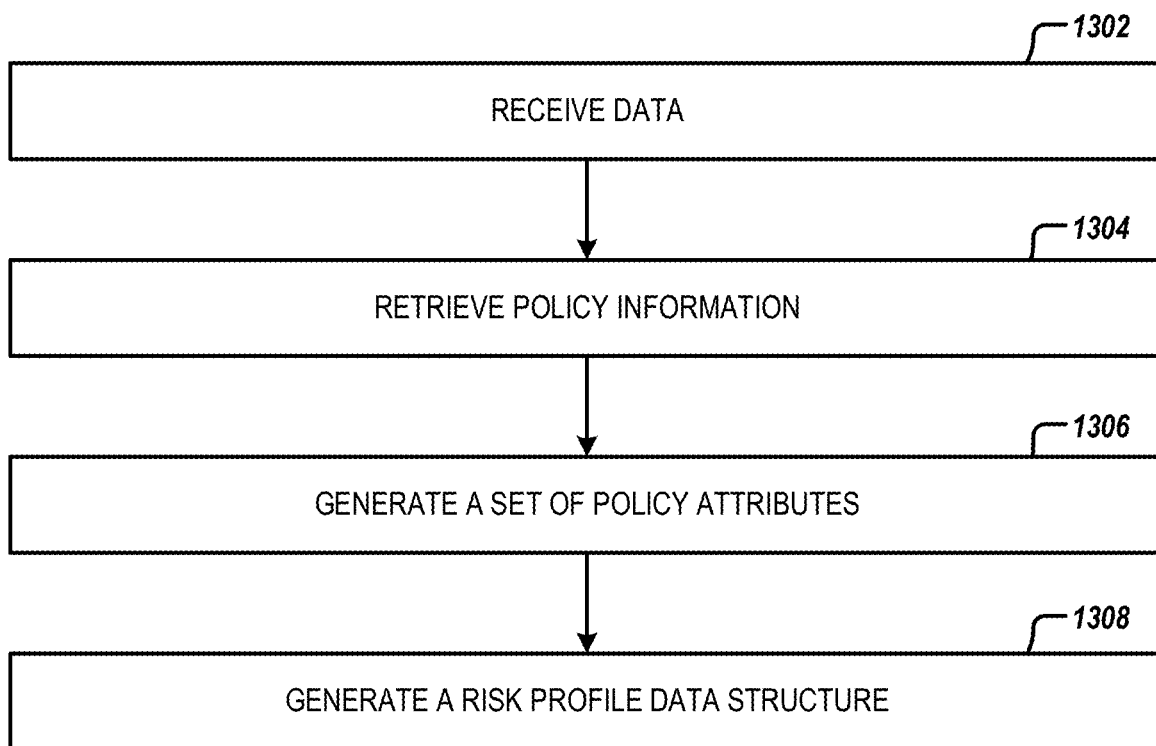 1302
RECEIVE DATA
1304
RETRIEVE POLICY INFORMATION
1306
GENERATE A SET OF POLICY ATTRIBUTES
1308
GENERATE A RISK PROFILE DATA STRUCTURE